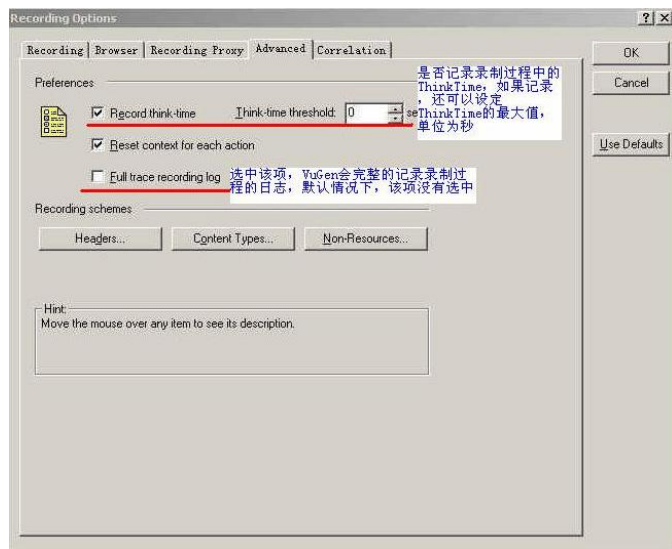 Recording Options
Recording Browser Recording Proxy Advanced Correlation
OK
Cancel
Use Defaults
Preferences
Record think-time Think-time threshold: 0 se
是否记录录制过程中的
ThinkTime，如果记录
，还可以设定
ThinkTime的最大值，
单位为秒
Reset context for each action
Full trace recording log
选中该项，VuGen会完整的记录录制过
程的日志，默认情况下，该项没有选中
Recording schemes
Headers... Content Types... Non-Resources...
Hint:
Move the mouse over any item to see its description.